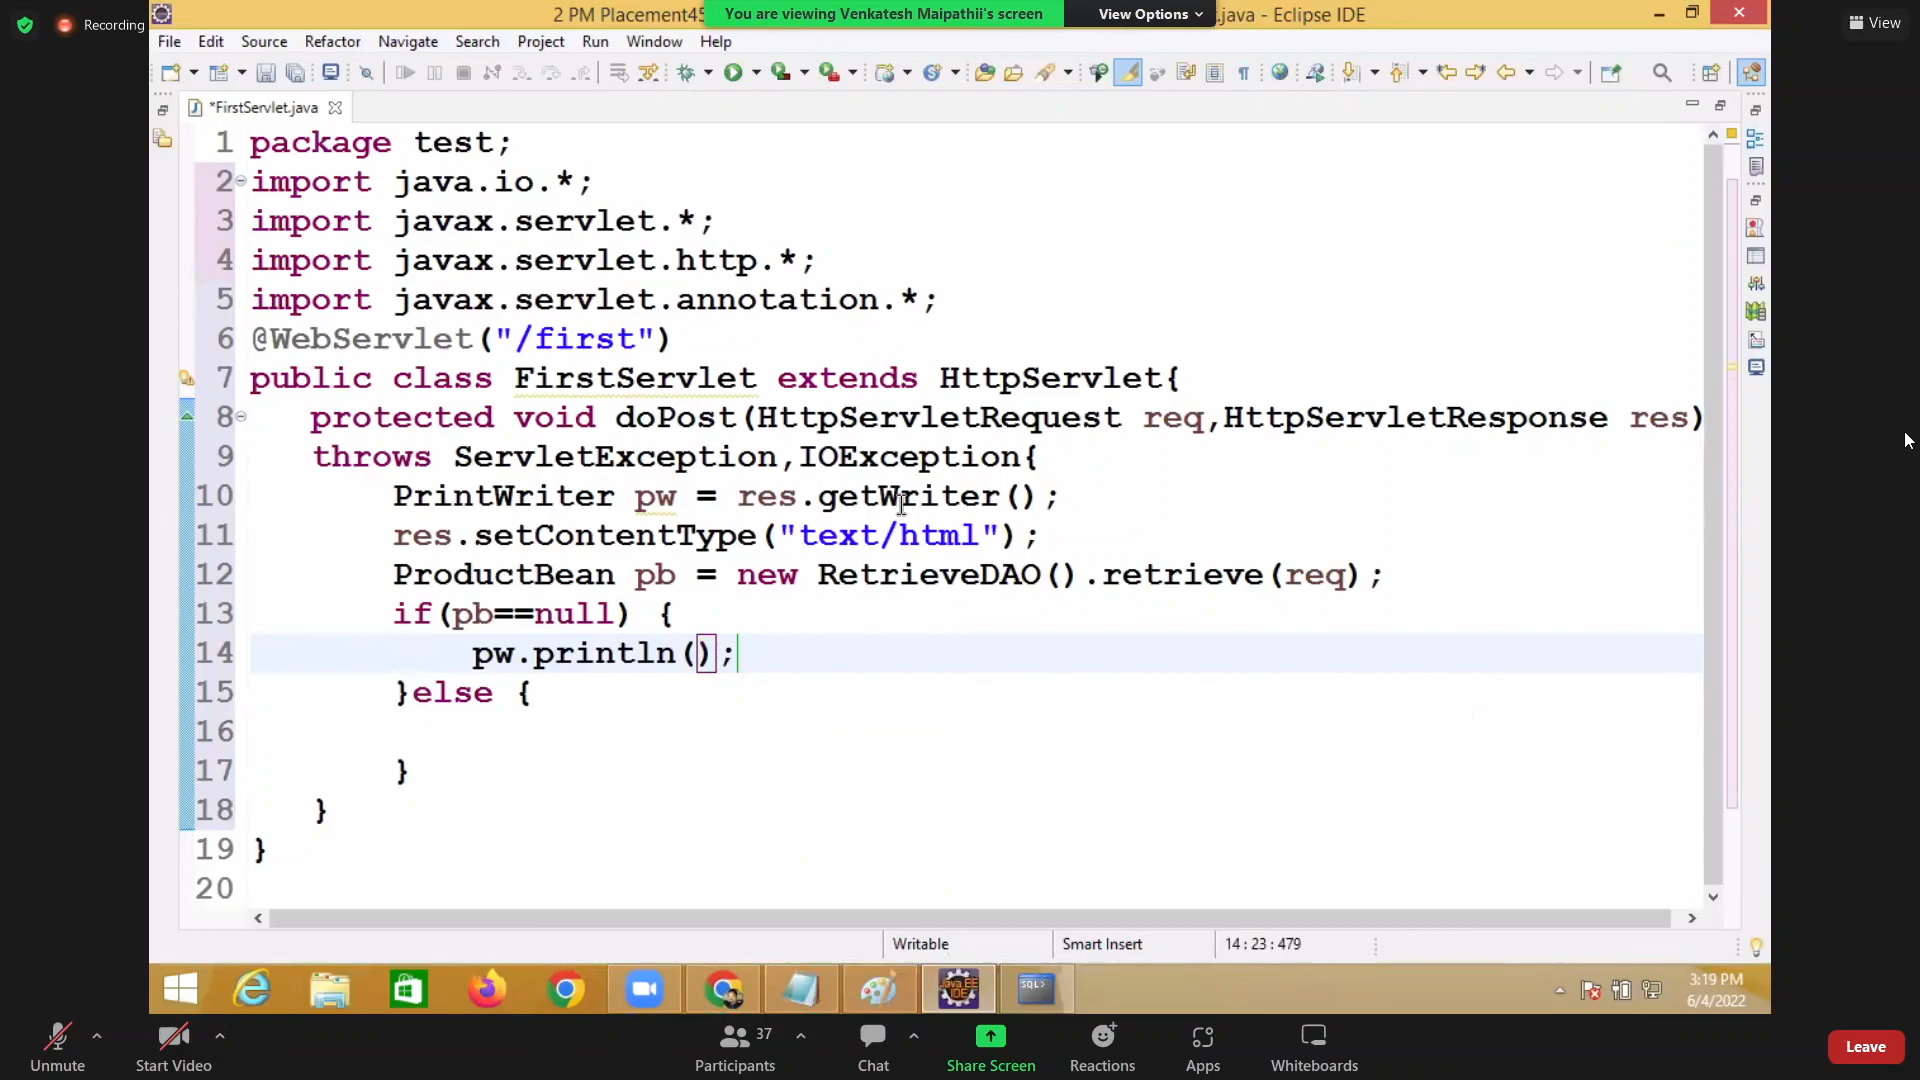 Recording
2 PM Placement45
You are viewing Venkatesh Maipathii's screen
View Options
.java - Eclipse IDE
View
File Edit Source Refactor Navigate Search Project Run Window Help
*FirstServlet.java
1 package test;
2 import java.io.*;
3 import javax.servlet.*;
4 import javax.servlet.http.*;
5 import javax.servlet.annotation.*;
6 @WebServlet("/first")
7 public class FirstServlet extends HttpServlet{
8 protected void doPost(HttpServletRequest req,HttpServletResponse res)
9 throws ServletException,IOException{
10 PrintWriter pw = res.getWriter();
11 res.setContentType("text/html");
12 ProductBean pb = new RetrieveDAO().retrieve(req);
13 if(pb==null) {
14 pw.println();
15 }else {
16
17 }
18 }
19 }
20
Writable Smart Insert 14 : 23 : 479
Java EE IDE
SQL>
3:19 PM
6/4/2022
37
Unmute Start Video Participants Chat Share Screen Reactions Apps Whiteboards Leave